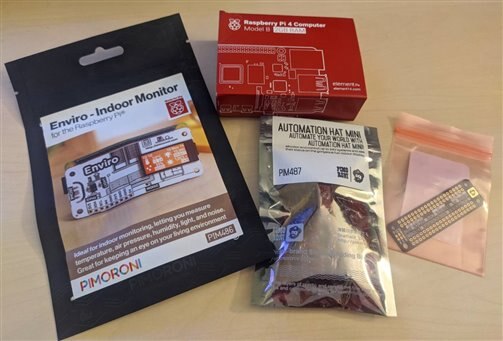 Enviro - Indoor Monitor
for the Raspberry Pi
Enviro
Ideal for indoor monitoring, letting you measure
temperature, air pressure, humidity, light, and noise
Great for keeping an eye on your living environment
PIM486
PIMORONI
Raspberry Pi 4 Computer
Model B 2GB RAM
element14
AUTOMATION HAT MINI
AUTOMATE YOUR WORLD WITH
AUTOMATION HAT MINI!
PIM487